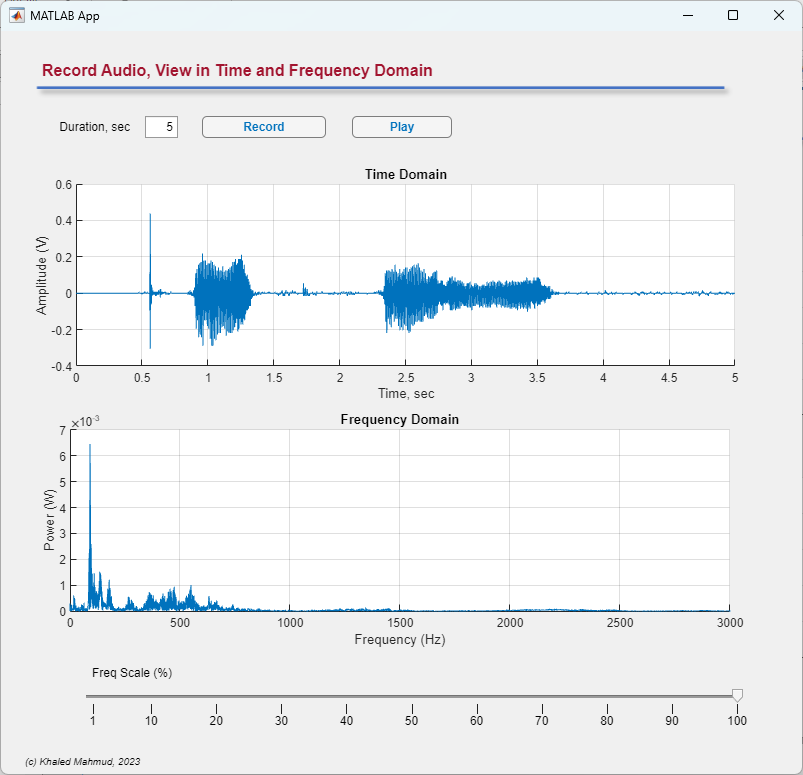 MATLAB App
Record Audio, View in Time and Frequency Domain
Duration, sec 5 Record Play
Time Domain
0.6
0.4
0.2
0
-0.2
-0.4
Amplitude (V)
0 0.5 1 1.5 2 2.5 3 3.5 4 4.5 5
Time, sec
Frequency Domain
×10-3
7
6
5
4
3
2
1
0
Power (W)
0 500 1000 1500 2000 2500 3000
Frequency (Hz)
Freq Scale (%)
1 10 20 30 40 50 60 70 80 90 100
(c) Khaled Mahmud, 2023